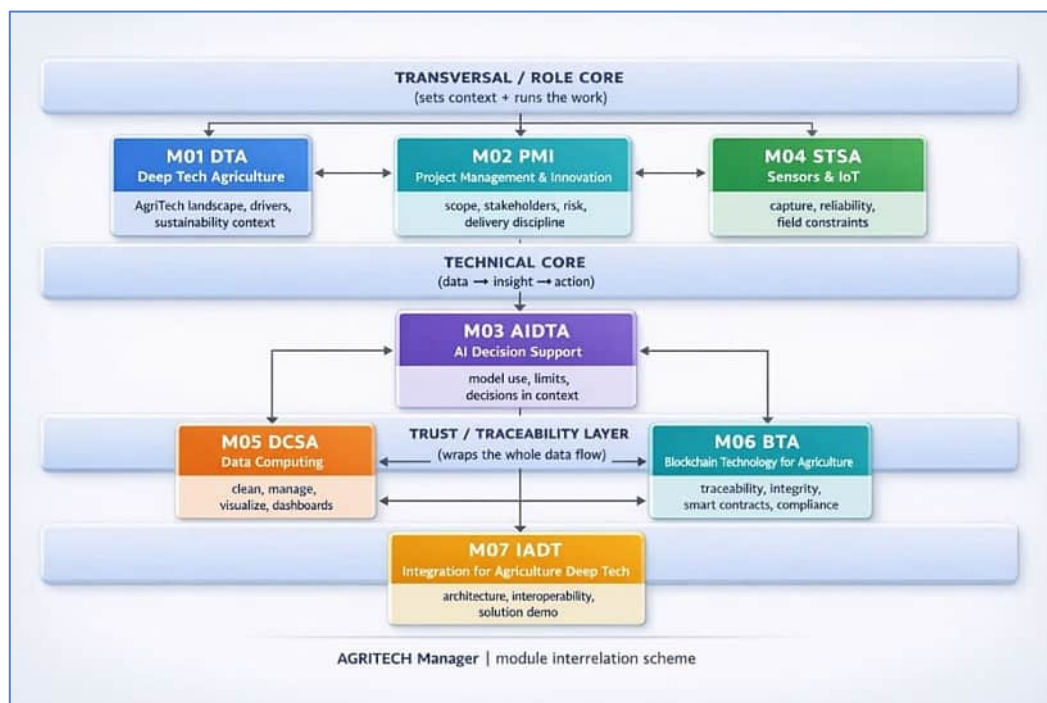 TRANSVERSAL / ROLE CORE
(sets context + runs the work)
M01 DTA
Deep Tech Agriculture
AgriTech landscape, drivers,
sustainability context
M02 PMI
Project Management & Innovation
scope, stakeholders, risk,
delivery discipline
M04 STSA
Sensors & IoT
capture, reliability,
field constraints
TECHNICAL CORE
(data → insight → action)
M03 AIDTA
AI Decision Support
model use, limits,
decisions in context
M05 DCSA
Data Computing
clean, manage,
visualize, dashboards
TRUST / TRACEABILITY LAYER
(wraps the whole data flow)
M06 BTA
Blockchain Technology for Agriculture
traceability, integrity,
smart contracts, compliance
M07 IADT
Integration for Agriculture Deep Tech
architecture, interoperability,
solution demo
AGRITECH Manager | module interrelation scheme